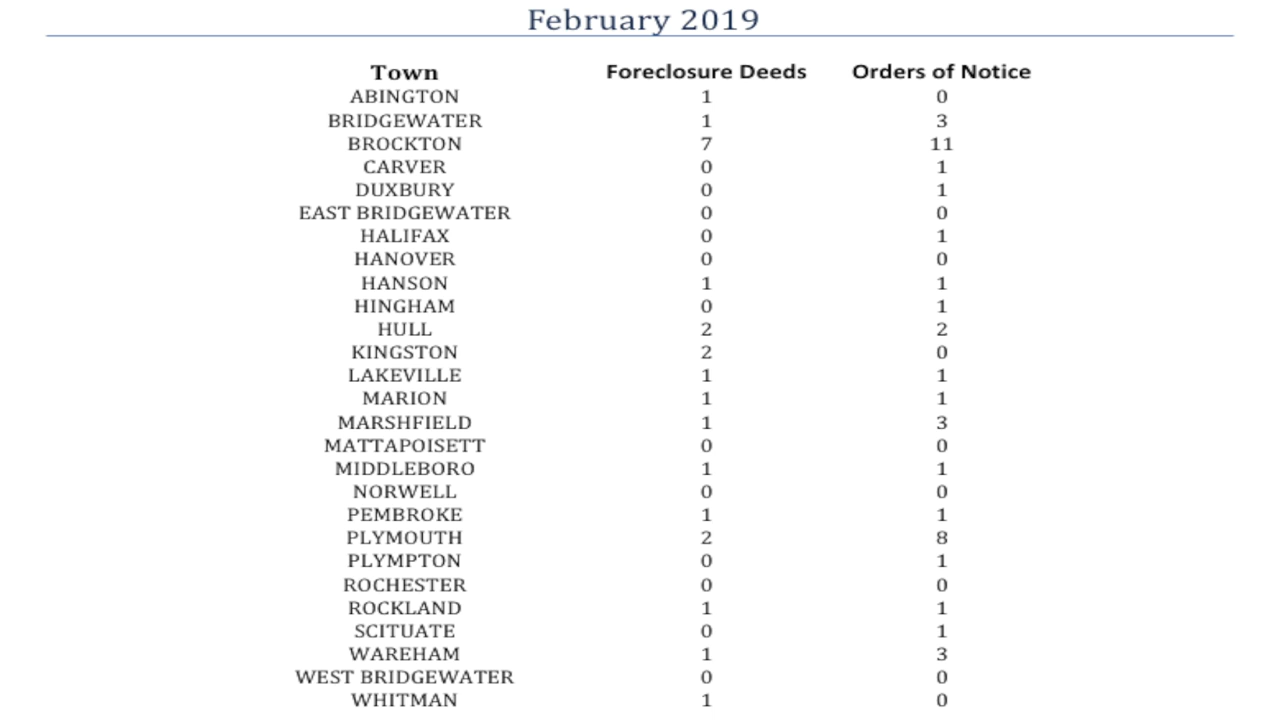 February 2019
Town Foreclosure Deeds Orders of Notice
ABINGTON 1 0
BRIDGEWATER 1 3
BROCKTON 7 11
CARVER 0 1
DUXBURY 0 1
EAST BRIDGEWATER 0 0
HALIFAX 0 1
HANOVER 0 0
HANSON 1 1
HINGHAM 0 1
HULL 2 2
KINGSTON 2 0
LAKEVILLE 1 1
MARION 1 1
MARSHFIELD 1 3
MATTAPOISETT 0 0
MIDDLEBORO 1 1
NORWELL 0 0
PEMBROKE 1 1
PLYMOUTH 2 8
PLYMPTON 0 1
ROCHESTER 0 0
ROCKLAND 1 1
SCITUATE 0 1
WAREHAM 1 3
WEST BRIDGEWATER 0 0
WHITMAN 1 0